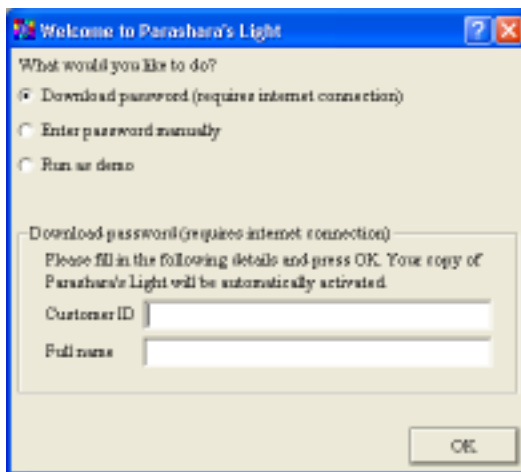 Welcome to Parashara's Light
What would you like to do?
Download password (requires internet connection)
Enter password manually
Run as demo
Download password (requires internet connection)
Please fill in the following details and press OK. Your copy of
Parashara's Light will be automatically activated.
Customer ID
Full name
OK